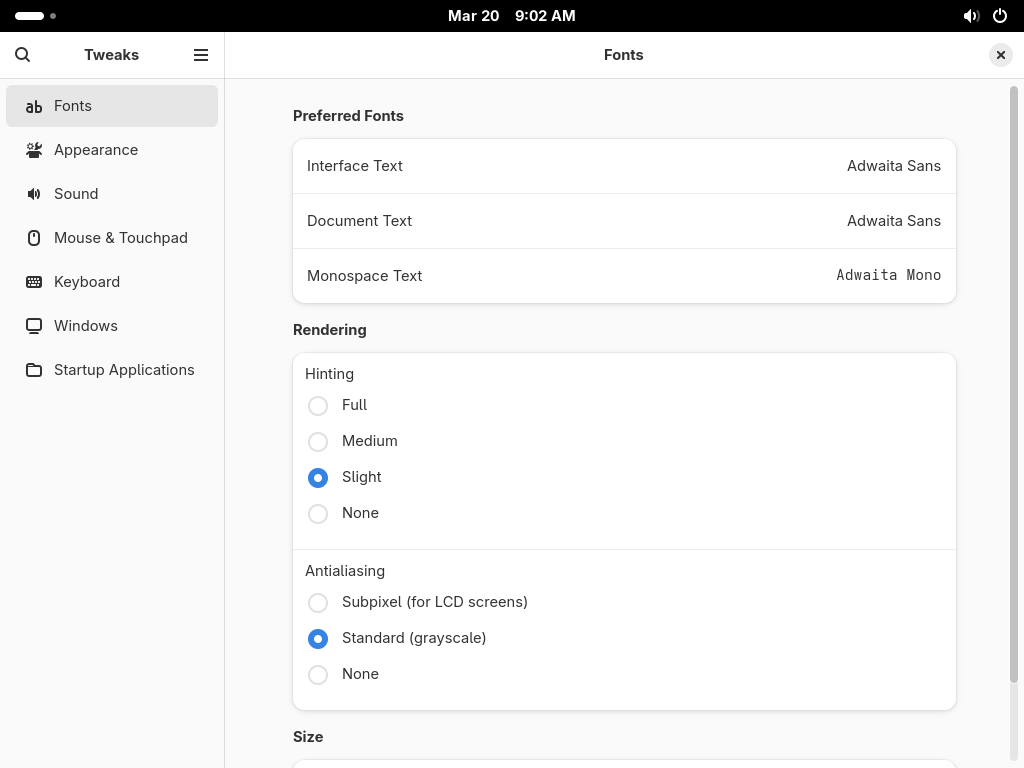 Mar 20 9:02 AM
Tweaks
Fonts
Fonts
Appearance
Sound
Mouse & Touchpad
Keyboard
Windows
Startup Applications
Preferred Fonts
Interface Text Adwaita Sans
Document Text Adwaita Sans
Monospace Text Adwaita Mono
Rendering
Hinting
Full
Medium
Slight
None
Antialiasing
Subpixel (for LCD screens)
Standard (grayscale)
None
Size